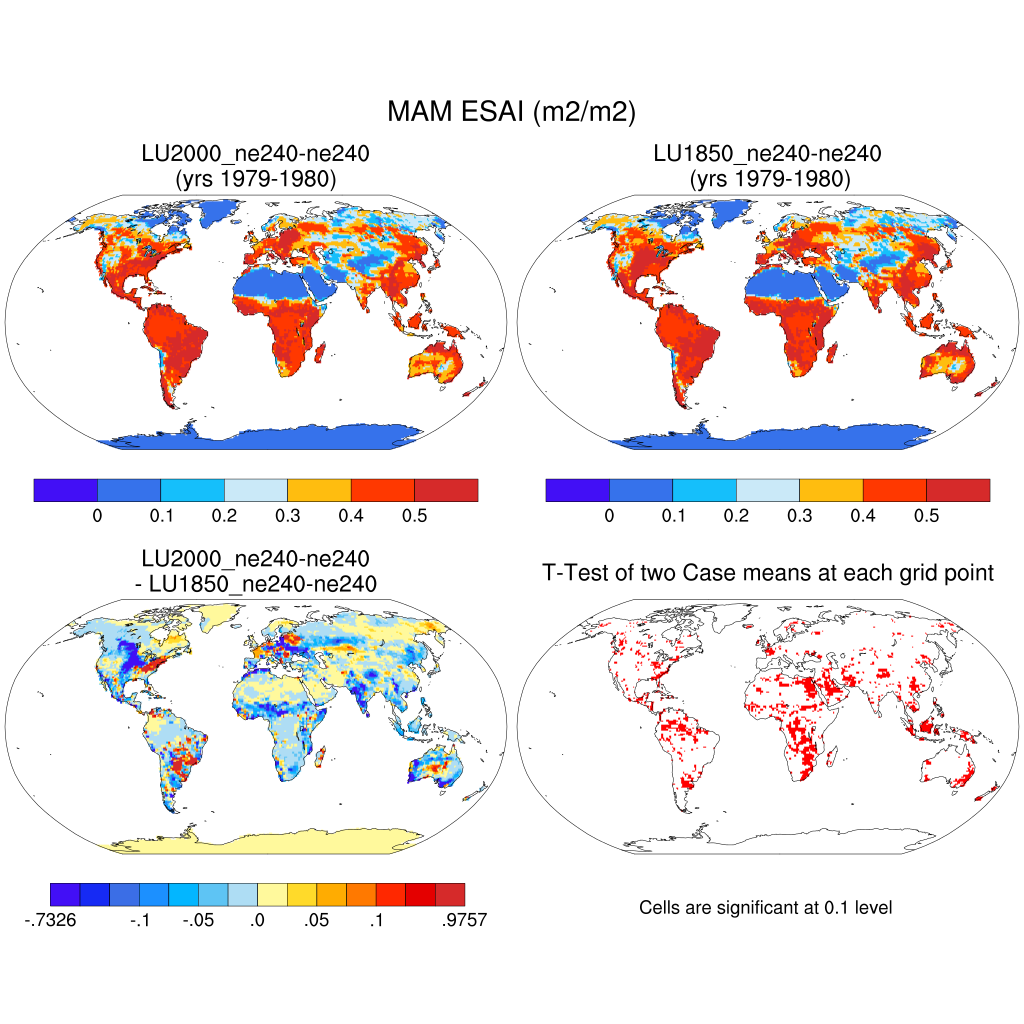 MAM ESAI (m2/m2)
LU2000_ne240-ne240
(yrs 1979-1980)
LU1850_ne240-ne240
(yrs 1979-1980)
0 0.1 0.2 0.3 0.4 0.5
0 0.1 0.2 0.3 0.4 0.5
LU2000_ne240-ne240
- LU1850_ne240-ne240
T-Test of two Case means at each grid point
-.7326 -.1 -.05 .0 .05 .1 .9757
Cells are significant at 0.1 level